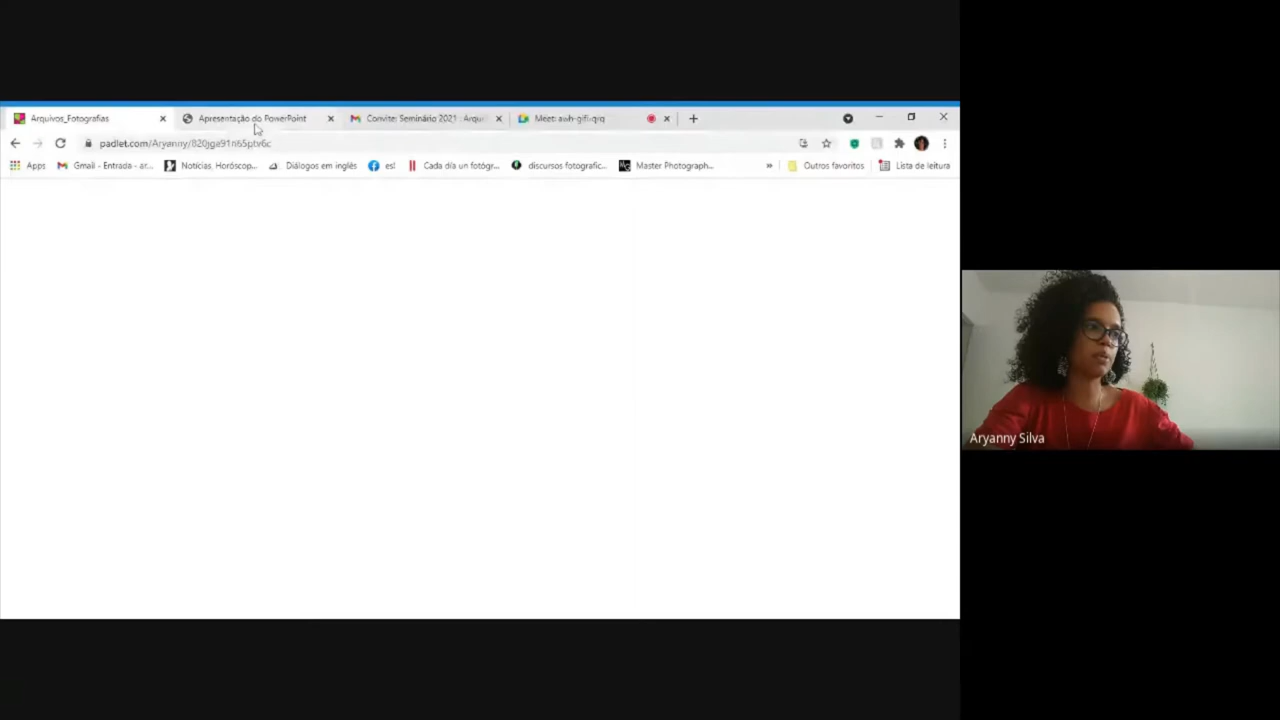 Arquivos_Fotografias
Apresentação do PowerPoint
Convite: Seminário 2021 : Arqui
Meet: awh-gifi-qrq
padlet.com/Aryanny/820jga91n65ptv6c
Apps
Gmail - Entrada - ar...
Notícias, Horóscop...
Diálogos em inglês
es!
Cada día un fotógr...
discursos fotografic...
Master Photograph...
»
Outros favoritos
Lista de leitura
Aryanny Silva